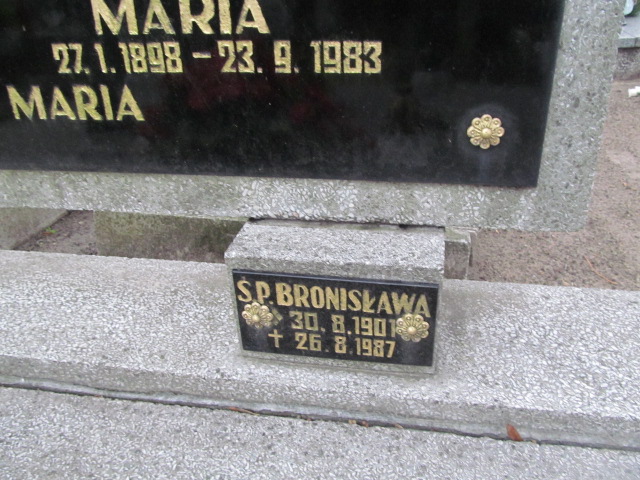 MARIA
27.1.1898 – 23.9.1983
MARIA
Ś.P. BRONISŁAWA
* 30.8.1901
+ 26.8.1987